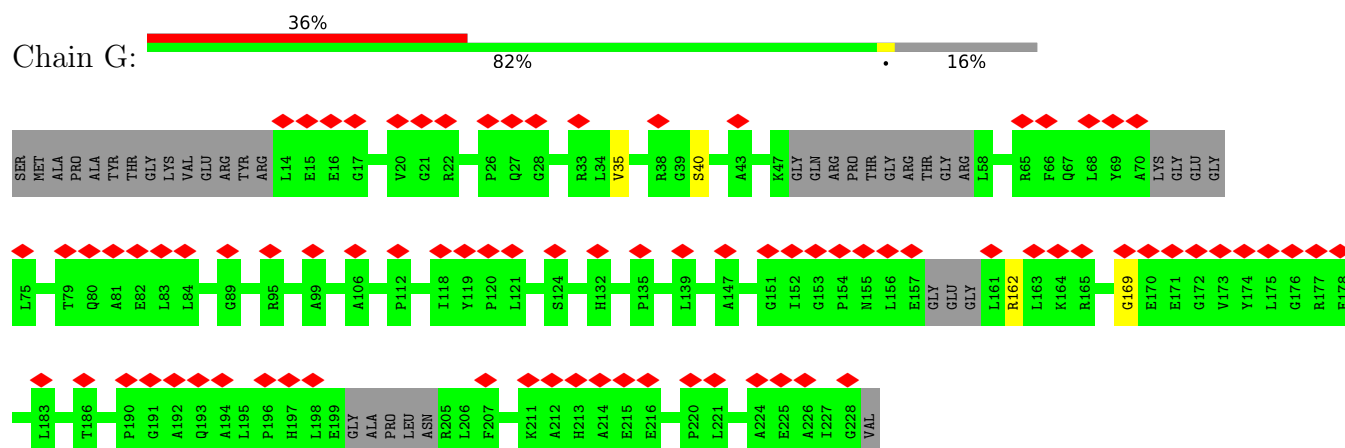 36%
Chain G:
82% • 16%
SER MET ALA PRO ALA TYR THR GLY LYS VAL GLU ARG TYR ARG L14 E15 E16 G17 V20 G21 R22 P26 Q27 G28 R33 L34 V35 R38 G39 S40 A43 K47 GLY GLN ARG PRO THR GLY ARG THR GLY ARG L58 R65 F66 Q67 L68 Y69 A70 LYS GLY GLU GLY
L75 T79 Q80 A81 E82 L83 L84 G89 R95 A99 A106 P112 I118 Y119 P120 L121 S124 H132 P135 L139 A147 G151 I152 G153 P154 N155 L156 E157 GLY GLU GLY L161 R162 L163 K164 R165 G169 E170 E171 G172 V173 Y174 L175 G176 R177
L183 T186 P190 G191 A192 Q193 A194 L195 P196 H197 L198 E199 GLY ALA PRO LEU ASN R205 L206 F207 K211 A212 H213 A214 E215 E216 P220 L221 A224 E225 A226 I227 G228 VAL